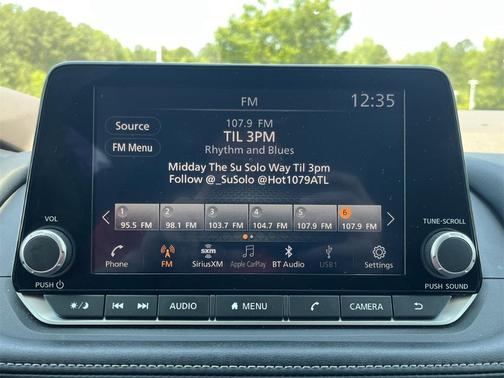 FM
12:35
Source
107.9 FM
TIL 3PM
FM Menu
Rhythm and Blues
Midday The Su Solo Way Til 3pm
Follow @_SuSolo @Hot1079ATL
1 2 3 4 5 6
95.5 FM 98.1 FM 103.7 FM 104.7 FM 107.9 FM 107.9 FM
VOL
TUNE·SCROLL
sxm
Phone FM SiriusXM Apple CarPlay BT Audio USB1 Settings
PUSH
PUSH SOUND
AUDIO MENU CAMERA